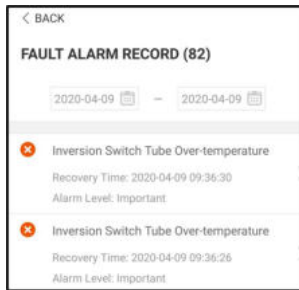 < BACK
FAULT ALARM RECORD (82)
2020-04-09 – 2020-04-09
Inversion Switch Tube Over-temperature
Recovery Time: 2020-04-09 09:36:30
Alarm Level: Important
Inversion Switch Tube Over-temperature
Recovery Time: 2020-04-09 09:36:26
Alarm Level: Important